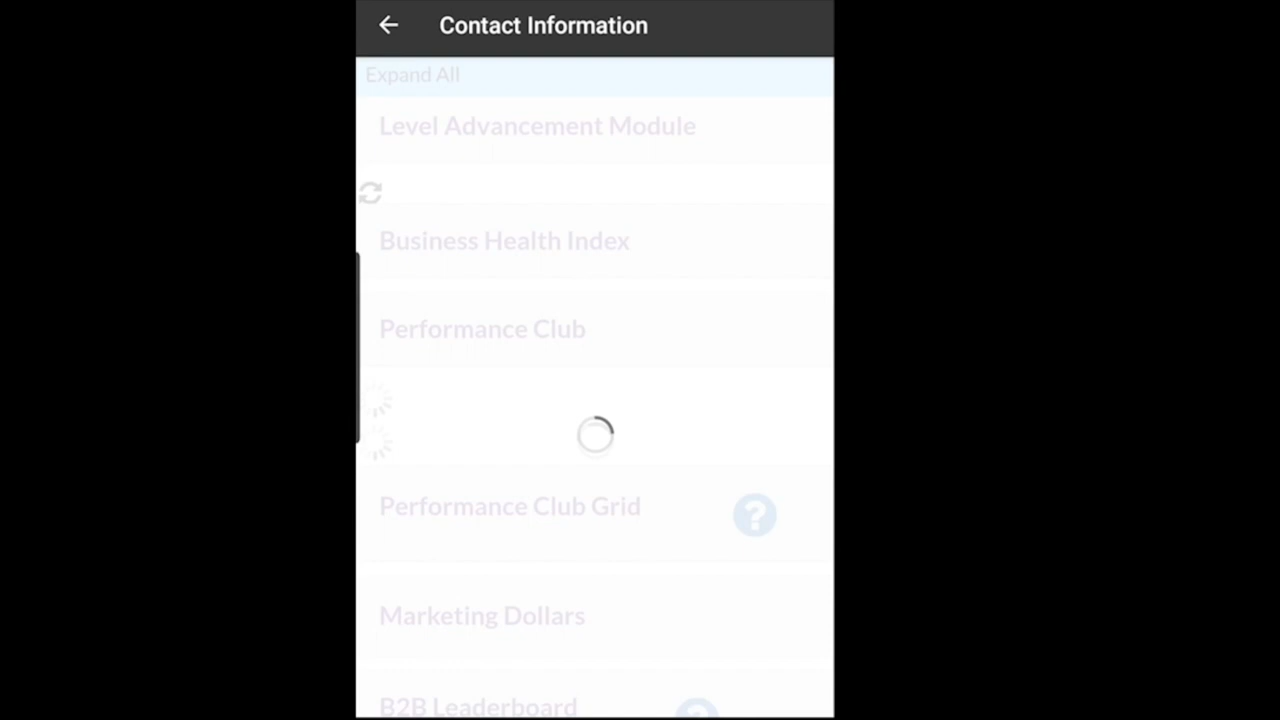 Contact Information
Expand All
Level Advancement Module
Business Health Index
Performance Club
Performance Club Grid
?
Marketing Dollars
B2B Leaderboard